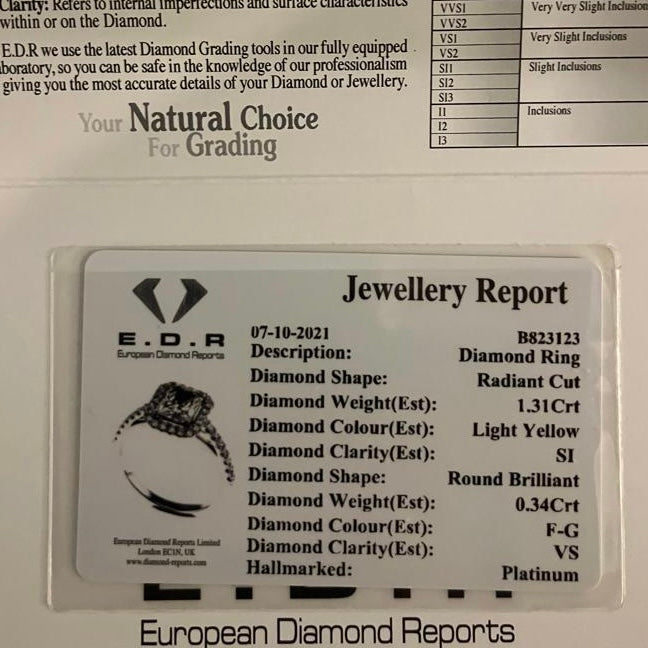 Clarity: Refers to internal imperfections and surface characteristics
within or on the Diamond.
E.D.R we use the latest Diamond Grading tools in our fully equipped
boratory, so you can be safe in the knowledge of our professionalism
giving you the most accurate details of your Diamond or Jewellery.
Your Natural Choice
For Grading
VVS1 Very Very Slight Inclusion
VVS2
VS1 Very Slight Inclusions
VS2
SI1 Slight Inclusions
SI2
SI3
I1 Inclusions
I2
I3
Jewellery Report
E.D.R
European Diamond Reports
07-10-2021 B823123
Description: Diamond Ring
Diamond Shape: Radiant Cut
Diamond Weight(Est): 1.31Crt
Diamond Colour(Est): Light Yellow
Diamond Clarity(Est): SI
Diamond Shape: Round Brilliant
Diamond Weight(Est): 0.34Crt
Diamond Colour(Est): F-G
Diamond Clarity(Est): VS
Hallmarked: Platinum
European Diamond Reports Limited
London EC1N, UK
www.diamond-reports.com
European Diamond Reports